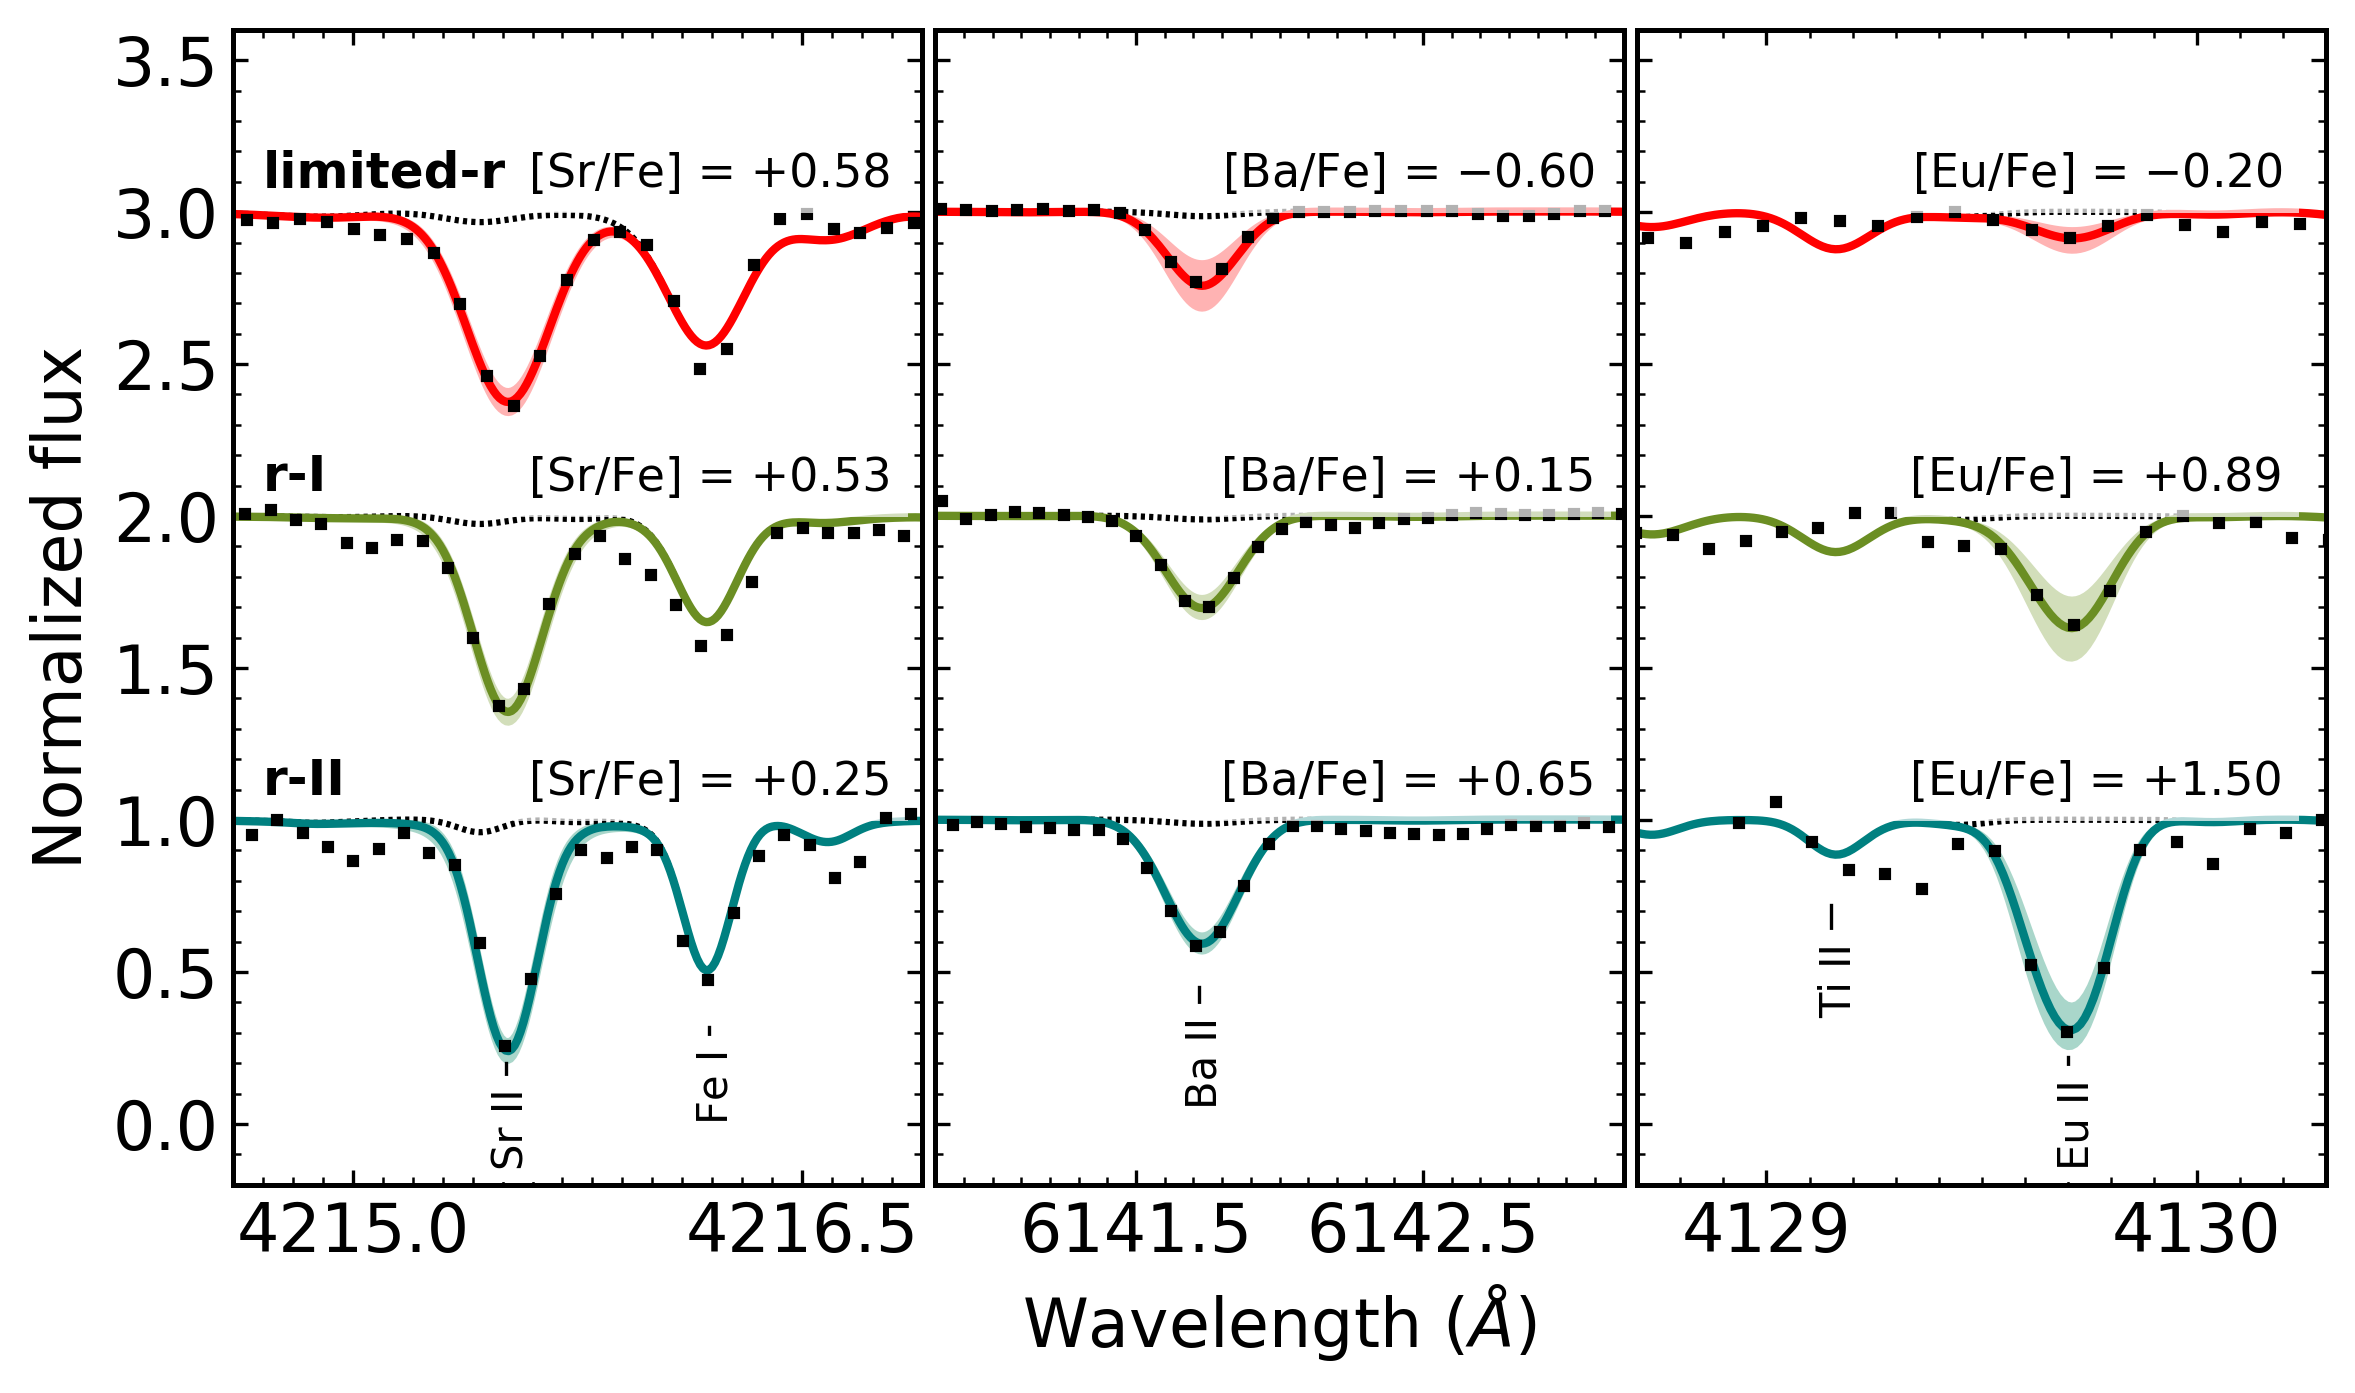 Normalized flux
3.5
3.0
2.5
2.0
1.5
1.0
0.5
0.0
limited-r [Sr/Fe] = +0.58
r-I [Sr/Fe] = +0.53
r-II [Sr/Fe] = +0.25
Sr II –
Fe I -
4215.0 4216.5
[Ba/Fe] = −0.60
[Ba/Fe] = +0.15
[Ba/Fe] = +0.65
Ba II –
6141.5 6142.5
[Eu/Fe] = −0.20
[Eu/Fe] = +0.89
[Eu/Fe] = +1.50
Ti II —
Eu II -
4129 4130
Wavelength (Å)